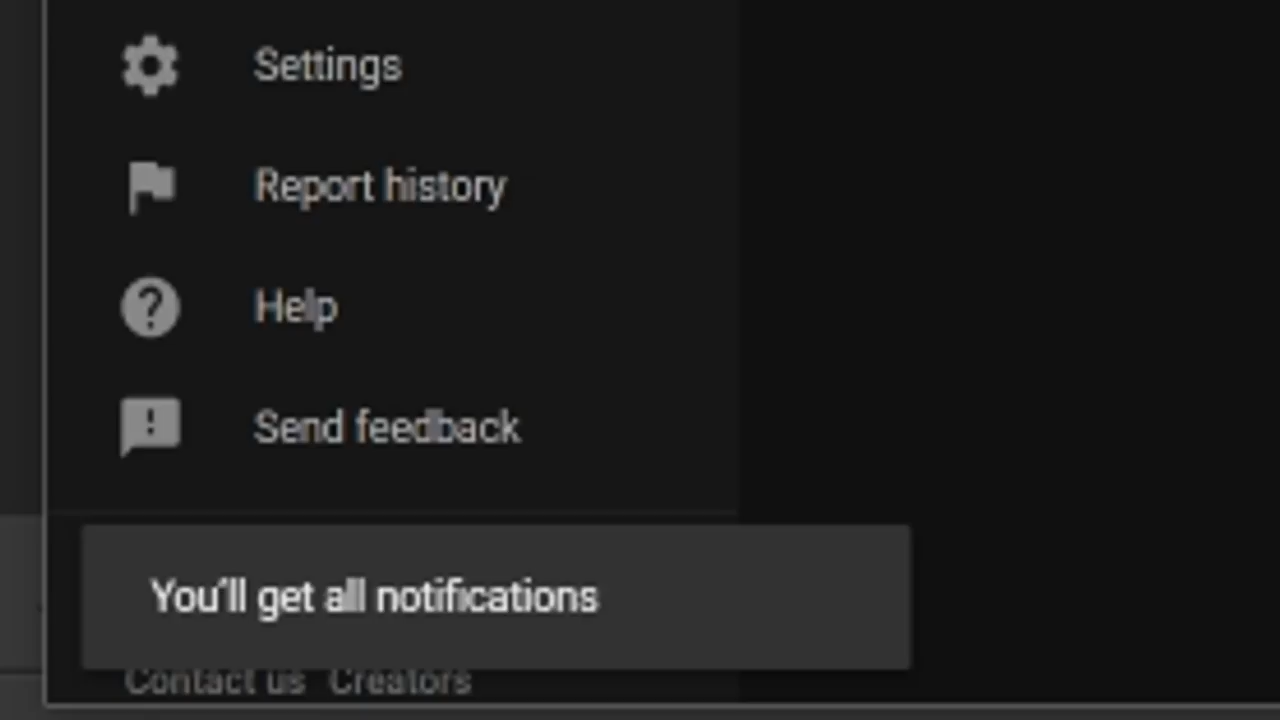 Settings
Report history
Help
Send feedback
You'll get all notifications
Contact us Creators